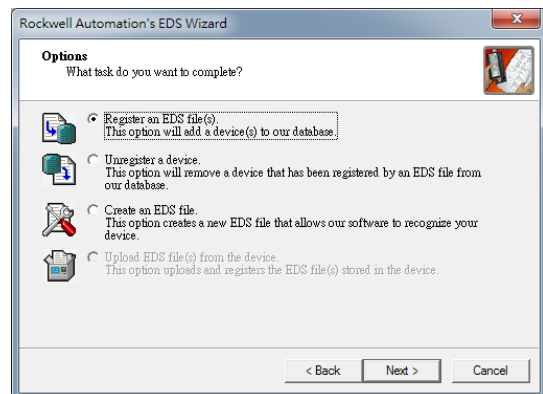 Rockwell Automation's EDS Wizard
Options
What task do you want to complete?
Register an EDS file(s).
This option will add a device(s) to our database.
Unregister a device.
This option will remove a device that has been registered by an EDS file from
our database.
Create an EDS file.
This option creates a new EDS file that allows our software to recognize your
device.
Upload EDS file(s) from the device.
This option uploads and registers the EDS file(s) stored in the device.
< Back Next > Cancel